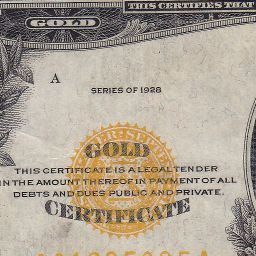 THIS CERTIFIES THAT
GOLD
A
SERIES OF 1928
GOLD
THIS CERTIFICATE IS A LEGAL TENDER
IN THE AMOUNT THEREOF IN PAYMENT OF ALL
DEBTS AND DUES PUBLIC AND PRIVATE.
CERTIFICATE